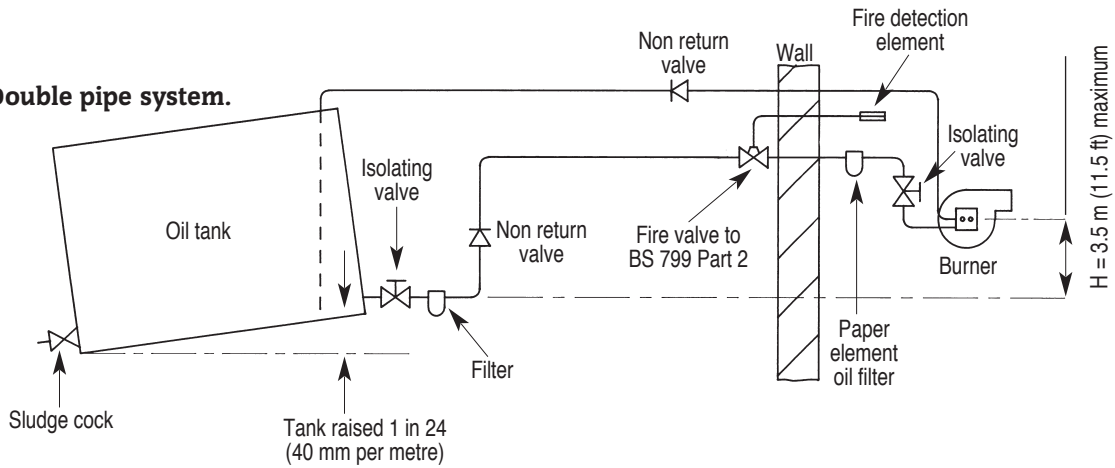 Double pipe system.
Non return
valve
Wall
Fire detection
element
Isolating
valve
Isolating
valve
Oil tank
Non return
valve
Fire valve to
BS 799 Part 2
Burner
H = 3.5 m (11.5 ft) maximum
Filter
Paper
element
oil filter
Sludge cock
Tank raised 1 in 24
(40 mm per metre)